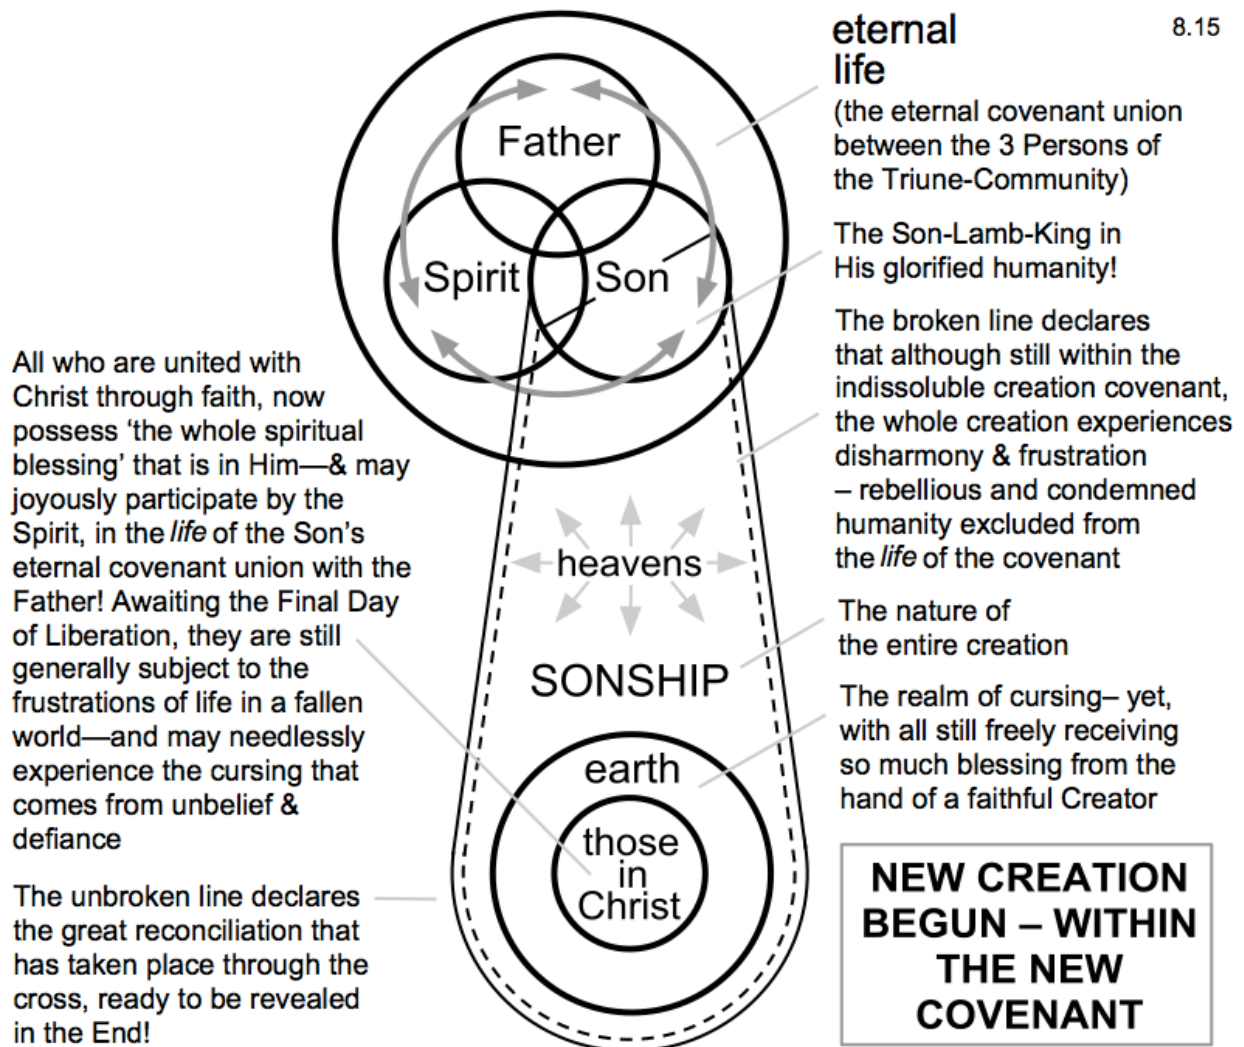 eternal
life
8.15
(the eternal covenant union
between the 3 Persons of
the Triune-Community)
Father
Spirit
Son
The Son-Lamb-King in
His glorified humanity!
The broken line declares
that although still within the
indissoluble creation covenant,
the whole creation experiences
disharmony & frustration
– rebellious and condemned
humanity excluded from
the life of the covenant
All who are united with
Christ through faith, now
possess ‘the whole spiritual
blessing’ that is in Him—& may
joyously participate by the
Spirit, in the life of the Son’s
eternal covenant union with the
Father! Awaiting the Final Day
of Liberation, they are still
generally subject to the
frustrations of life in a fallen
world—and may needlessly
experience the cursing that
comes from unbelief &
defiance
heavens
SONSHIP
The nature of
the entire creation
The realm of cursing– yet,
with all still freely receiving
so much blessing from the
hand of a faithful Creator
earth
those
in
Christ
The unbroken line declares
the great reconciliation that
has taken place through the
cross, ready to be revealed
in the End!
NEW CREATION
BEGUN – WITHIN
THE NEW
COVENANT